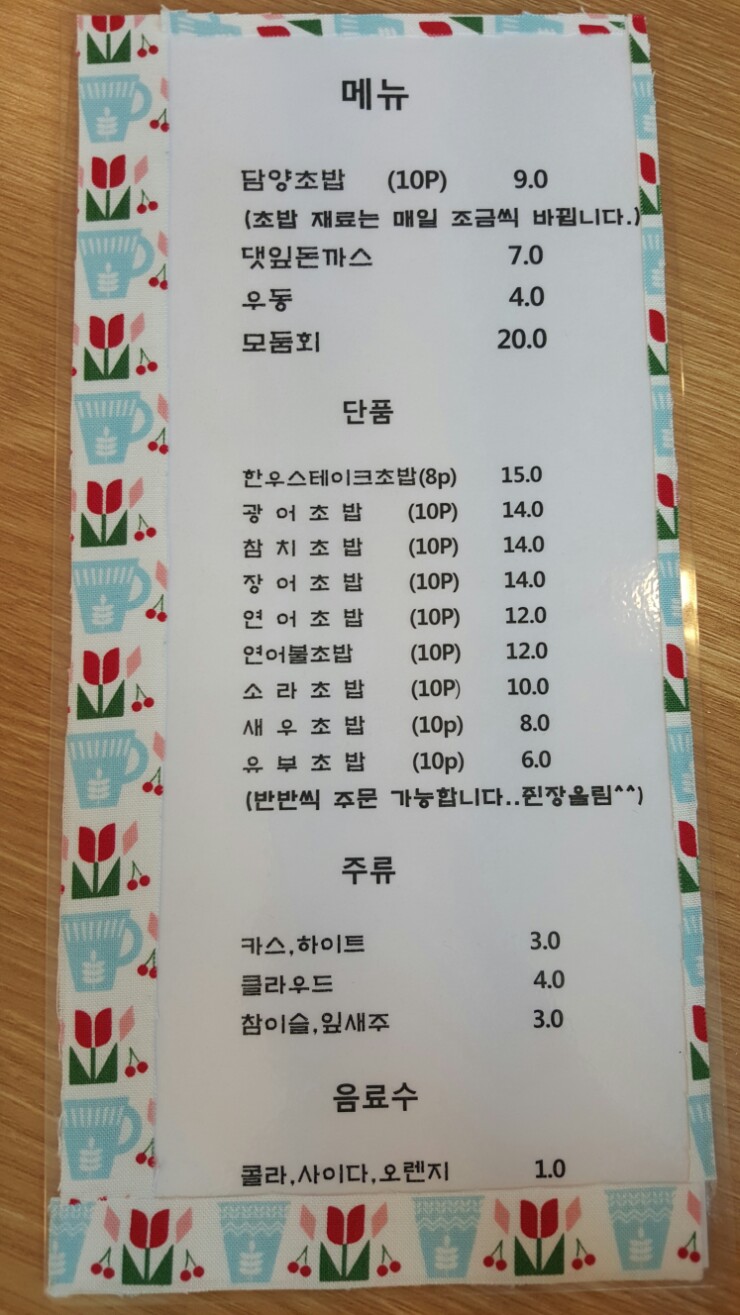 메뉴
담양초밥 (10P) 9.0
(초밥 재료는 매일 조금씩 바뀝니다.)
댓잎돈까스 7.0
우동 4.0
모둠회 20.0
단품
한우스테이크초밥(8p) 15.0
광 어 초 밥 (10P) 14.0
참 치 초 밥 (10P) 14.0
장 어 초 밥 (10P) 14.0
연 어 초 밥 (10P) 12.0
연어불초밥 (10P) 12.0
소 라 초 밥 (10P) 10.0
새 우 초 밥 (10p) 8.0
유 부 초 밥 (10p) 6.0
(반반씩 주문 가능합니다..쥔장올림^^)
주류
카스,하이트 3.0
클라우드 4.0
참이슬,잎새주 3.0
음료수
콜라,사이다,오렌지 1.0